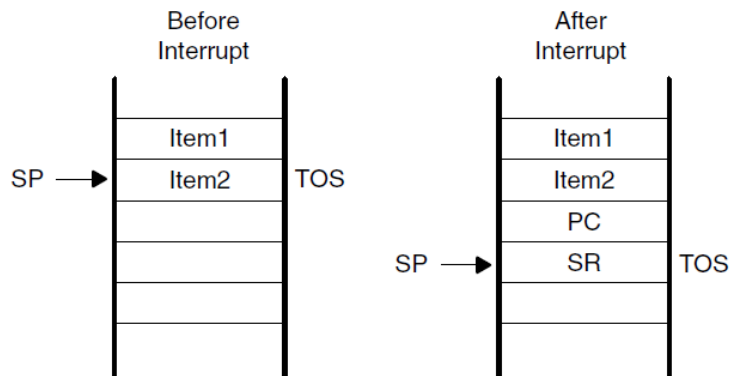 Before
Interrupt
Item1
SP
Item2
TOS
After
Interrupt
Item1
Item2
PC
SP
SR
TOS